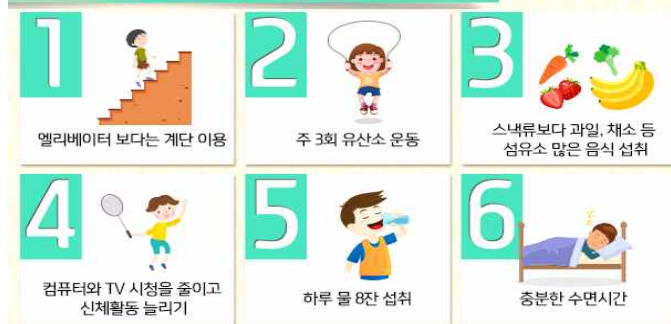 1
엘리베이터 보다는 계단 이용
2
주 3회 유산소 운동
3
스낵류보다 과일, 채소 등
섬유소 많은 음식 섭취
4
컴퓨터와 TV 시청을 줄이고
신체활동 늘리기
5
하루 물 8잔 섭취
6
충분한 수면시간